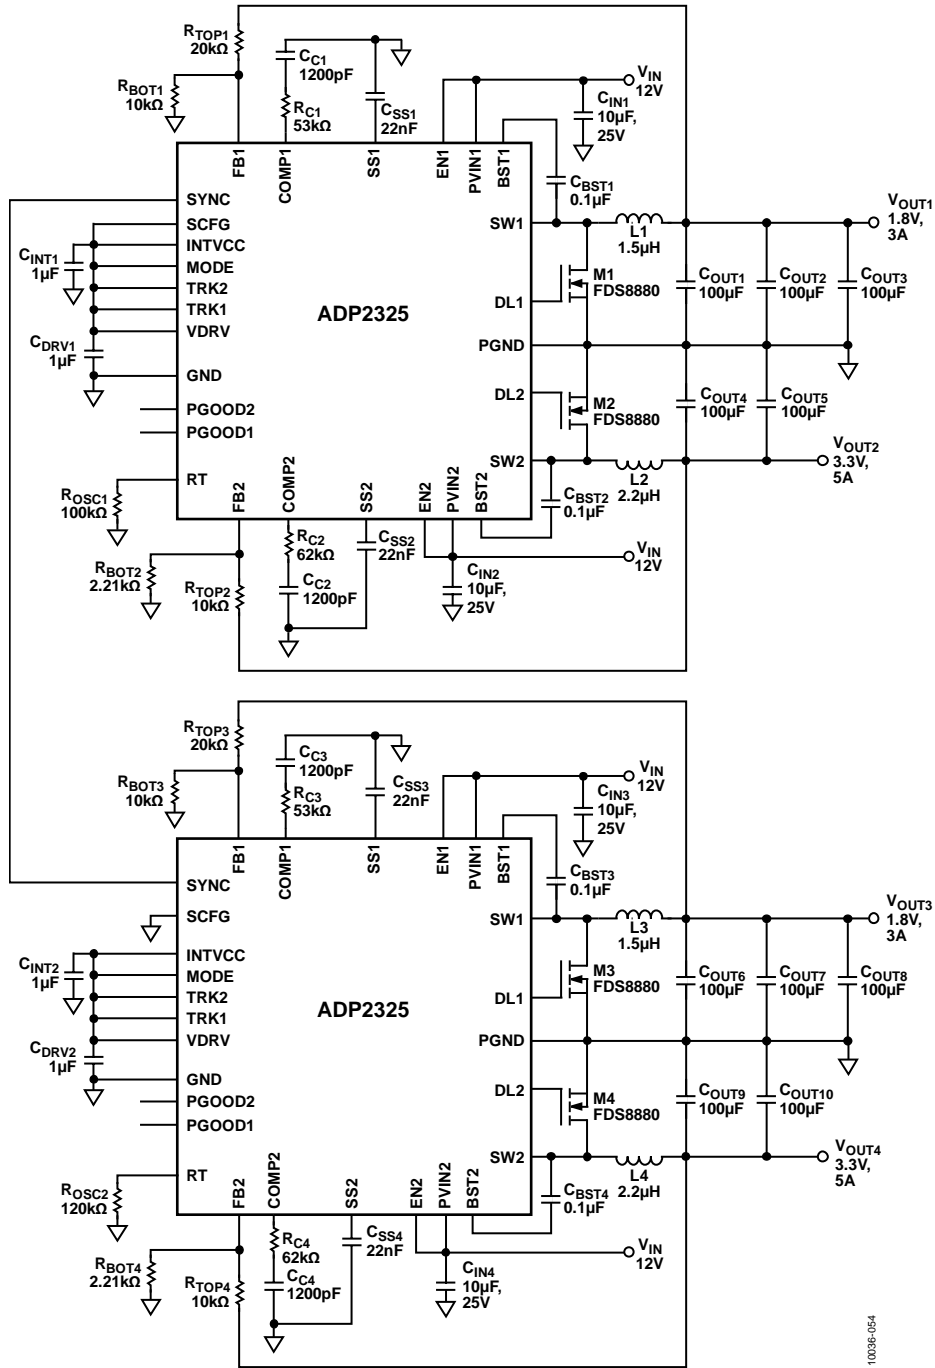 RTOP1
20kΩ
CC1
1200pF
RBOT1
10kΩ
RC1
53kΩ
CSS1
22nF
VIN
12V
CIN1
10µF,
25V
FB1
COMP1
SS1
EN1
PVIN1
BST1
CBST1
0.1µF
SYNC
SCFG
INTVCC
MODE
TRK2
TRK1
VDRV
GND
PGOOD2
PGOOD1
RT
CINT1
1µF
CDRV1
1µF
ADP2325
SW1
DL1
PGND
DL2
SW2
L1
1.5µH
M1
FDS8880
M2
FDS8880
L2
2.2µH
VOUT1
1.8V,
3A
COUT1
100µF
COUT2
100µF
COUT3
100µF
COUT4
100µF
COUT5
100µF
VOUT2
3.3V,
5A
ROSC1
100kΩ
FB2
COMP2
SS2
EN2
PVIN2
BST2
CBST2
0.1µF
RC2
62kΩ
CSS2
22nF
RBOT2
2.21kΩ
RTOP2
10kΩ
CC2
1200pF
CIN2
10µF,
25V
VIN
12V
RTOP3
20kΩ
CC3
1200pF
RBOT3
10kΩ
RC3
53kΩ
CSS3
22nF
VIN
12V
CIN3
10µF,
25V
FB1
COMP1
SS1
EN1
PVIN1
BST1
CBST3
0.1µF
SYNC
SCFG
INTVCC
MODE
TRK2
TRK1
VDRV
GND
PGOOD2
PGOOD1
RT
CINT2
1µF
CDRV2
1µF
ADP2325
SW1
DL1
PGND
DL2
SW2
L3
1.5µH
M3
FDS8880
M4
FDS8880
L4
2.2µH
VOUT3
1.8V,
3A
COUT6
100µF
COUT7
100µF
COUT8
100µF
COUT9
100µF
COUT10
100µF
VOUT4
3.3V,
5A
ROSC2
120kΩ
FB2
COMP2
SS2
EN2
PVIN2
BST2
CBST4
0.1µF
RC4
62kΩ
CSS4
22nF
RBOT4
2.21kΩ
RTOP4
10kΩ
CC4
1200pF
CIN4
10µF,
25V
VIN
12V
10036-054